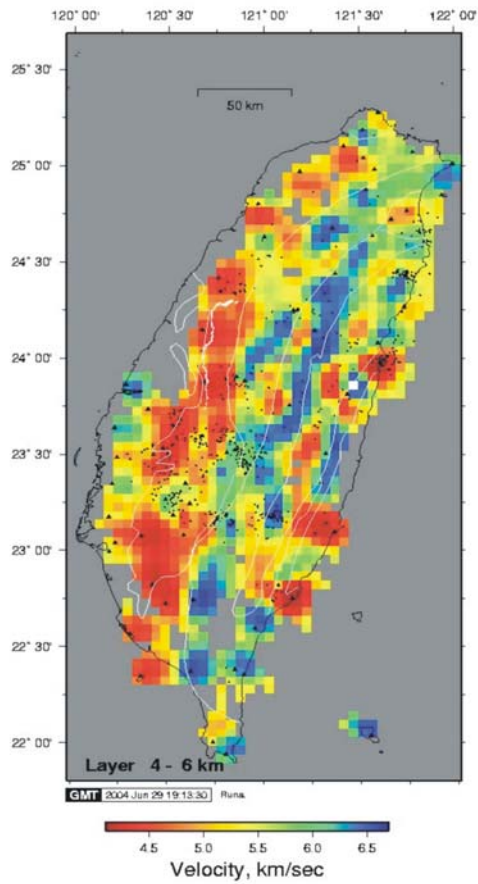 120° 00' 120° 30' 121° 00' 121° 30' 122° 00'
25° 30'
50 km
25° 00'
24° 30'
24° 00'
23° 30'
23° 00'
22° 30'
22° 00'
Layer 4 - 6 km
GMT 2004 Jun 29 19:13:30 Runa.
4.5 5.0 5.5 6.0 6.5
Velocity, km/sec